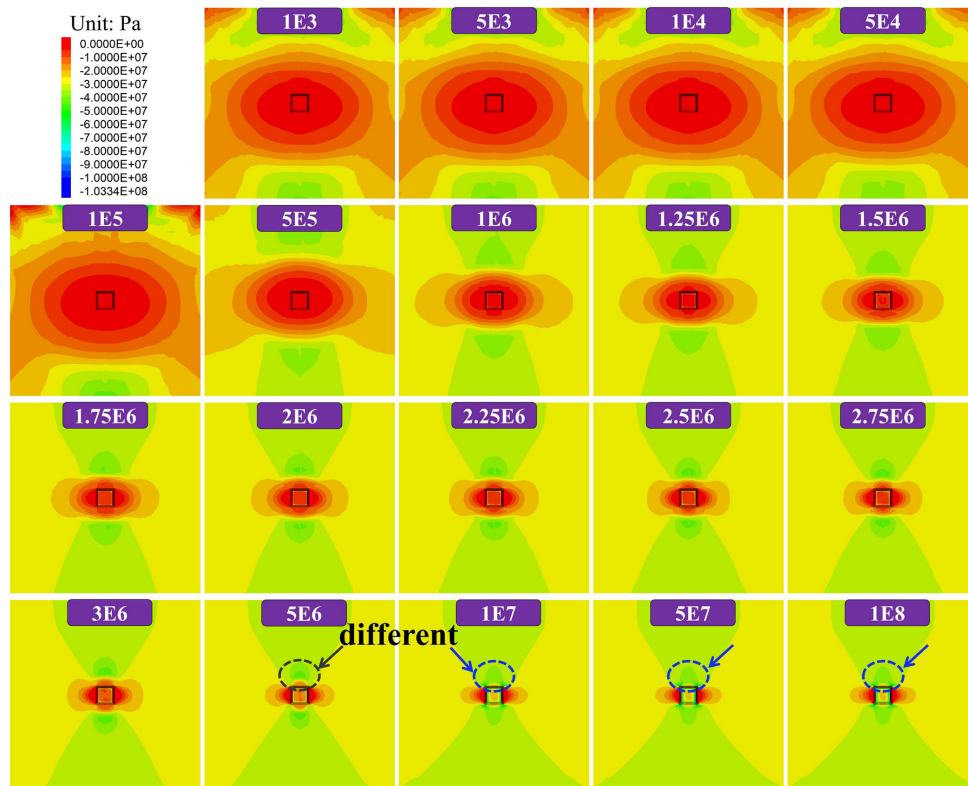 Unit: Pa
0.0000E+00
-1.0000E+07
-2.0000E+07
-3.0000E+07
-4.0000E+07
-5.0000E+07
-6.0000E+07
-7.0000E+07
-8.0000E+07
-9.0000E+07
-1.0000E+08
-1.0334E+08
1E3
5E3
1E4
5E4
1E5
5E5
1E6
1.25E6
1.5E6
1.75E6
2E6
2.25E6
2.5E6
2.75E6
3E6
5E6
1E7
5E7
1E8
different